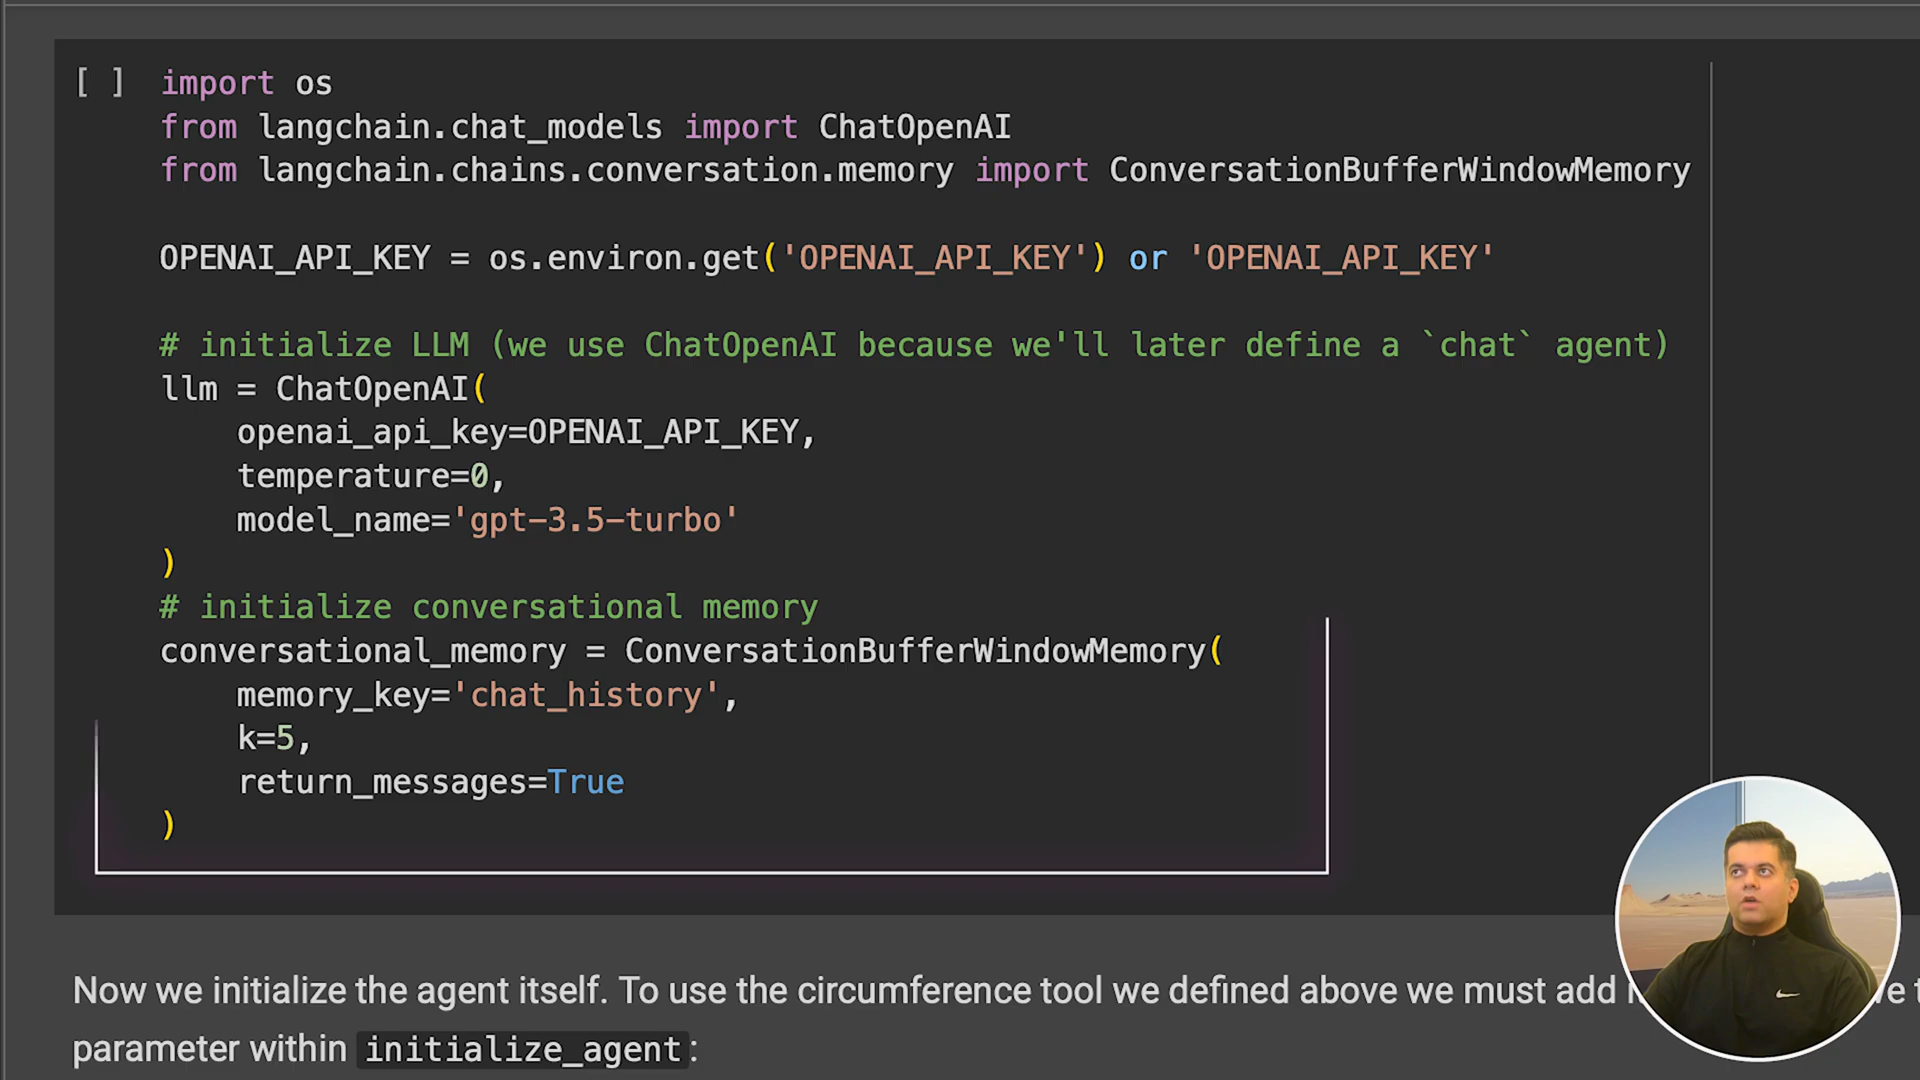 [ ] import os
from langchain.chat_models import ChatOpenAI
from langchain.chains.conversation.memory import ConversationBufferWindowMemory
OPENAI_API_KEY = os.environ.get('OPENAI_API_KEY') or 'OPENAI_API_KEY'
# initialize LLM (we use ChatOpenAI because we'll later define a `chat` agent)
llm = ChatOpenAI(
    openai_api_key=OPENAI_API_KEY,
    temperature=0,
    model_name='gpt-3.5-turbo'
)
# initialize conversational memory
conversational_memory = ConversationBufferWindowMemory(
    memory_key='chat_history',
    k=5,
    return_messages=True
)
Now we initialize the agent itself. To use the circumference tool we defined above we must add
parameter within initialize_agent: